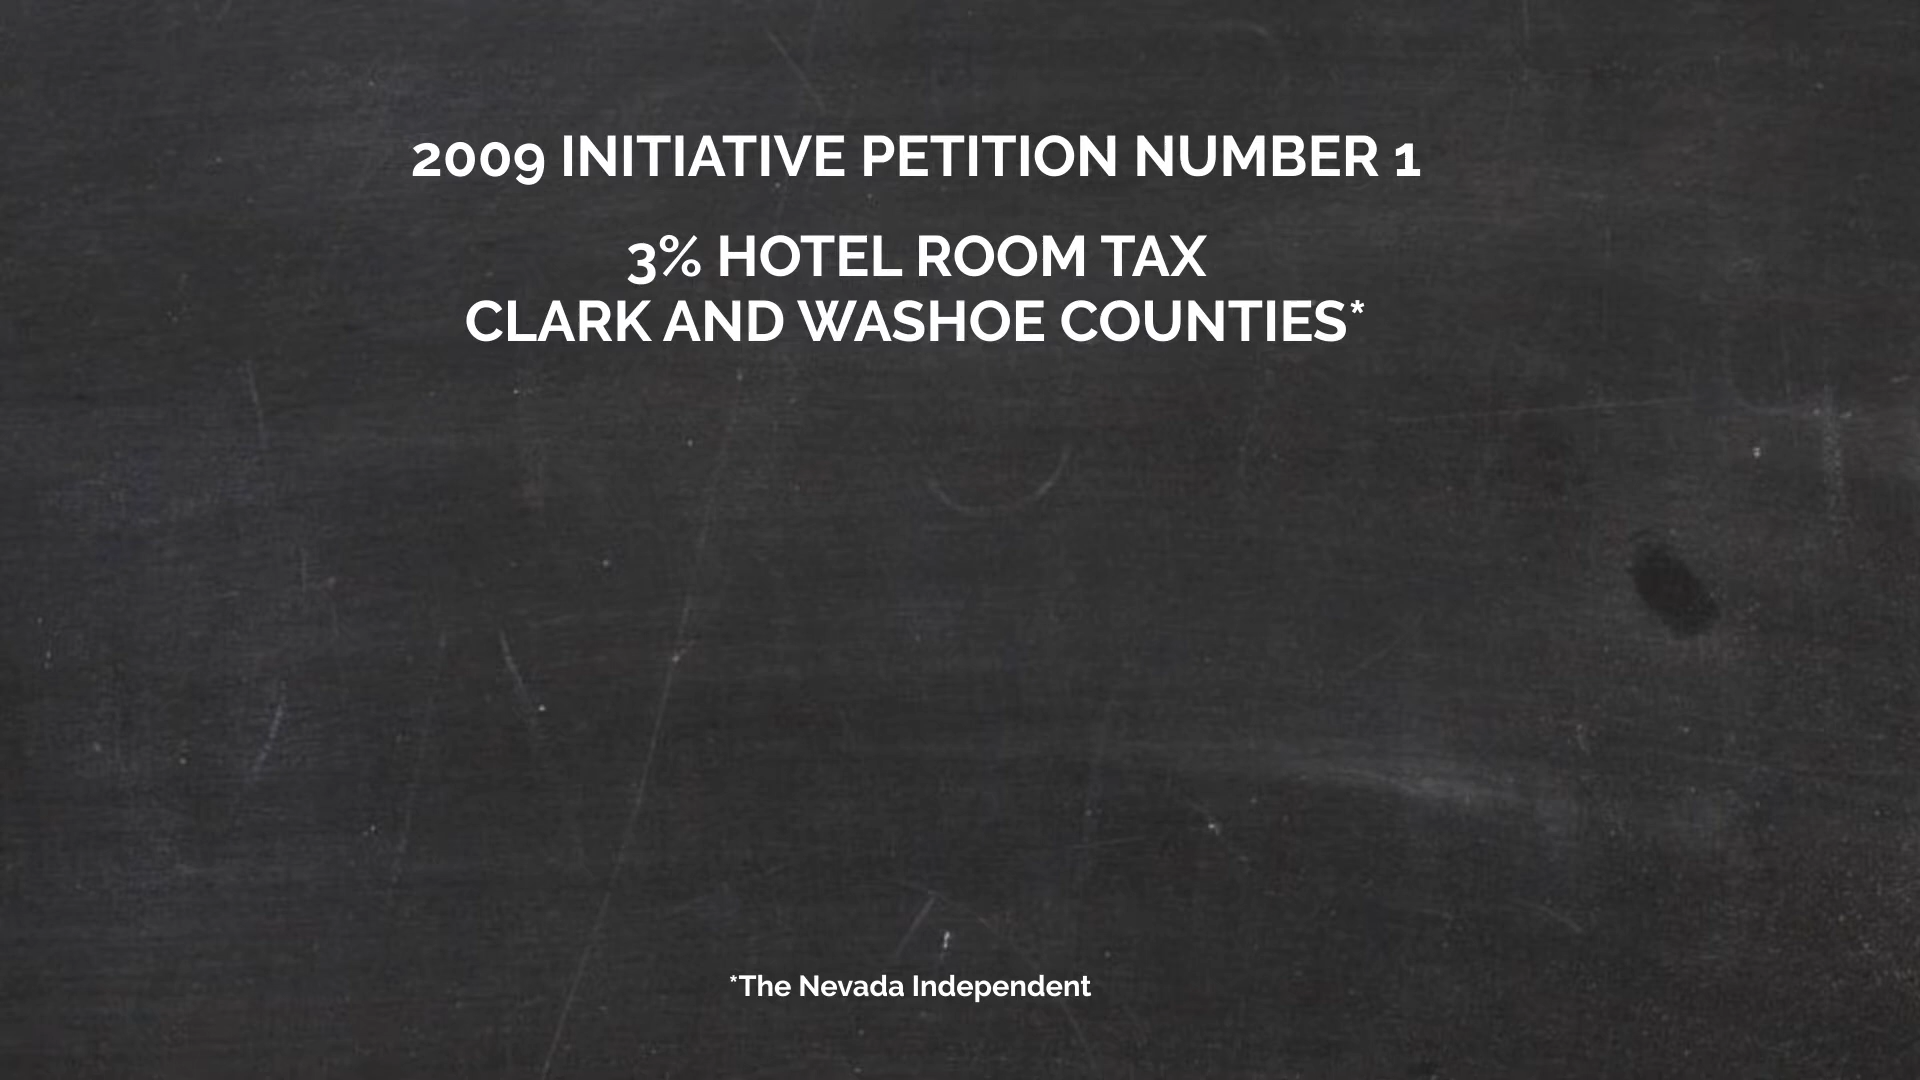 2009 INITIATIVE PETITION NUMBER 1
3% HOTEL ROOM TAX
CLARK AND WASHOE COUNTIES*
*The Nevada Independent